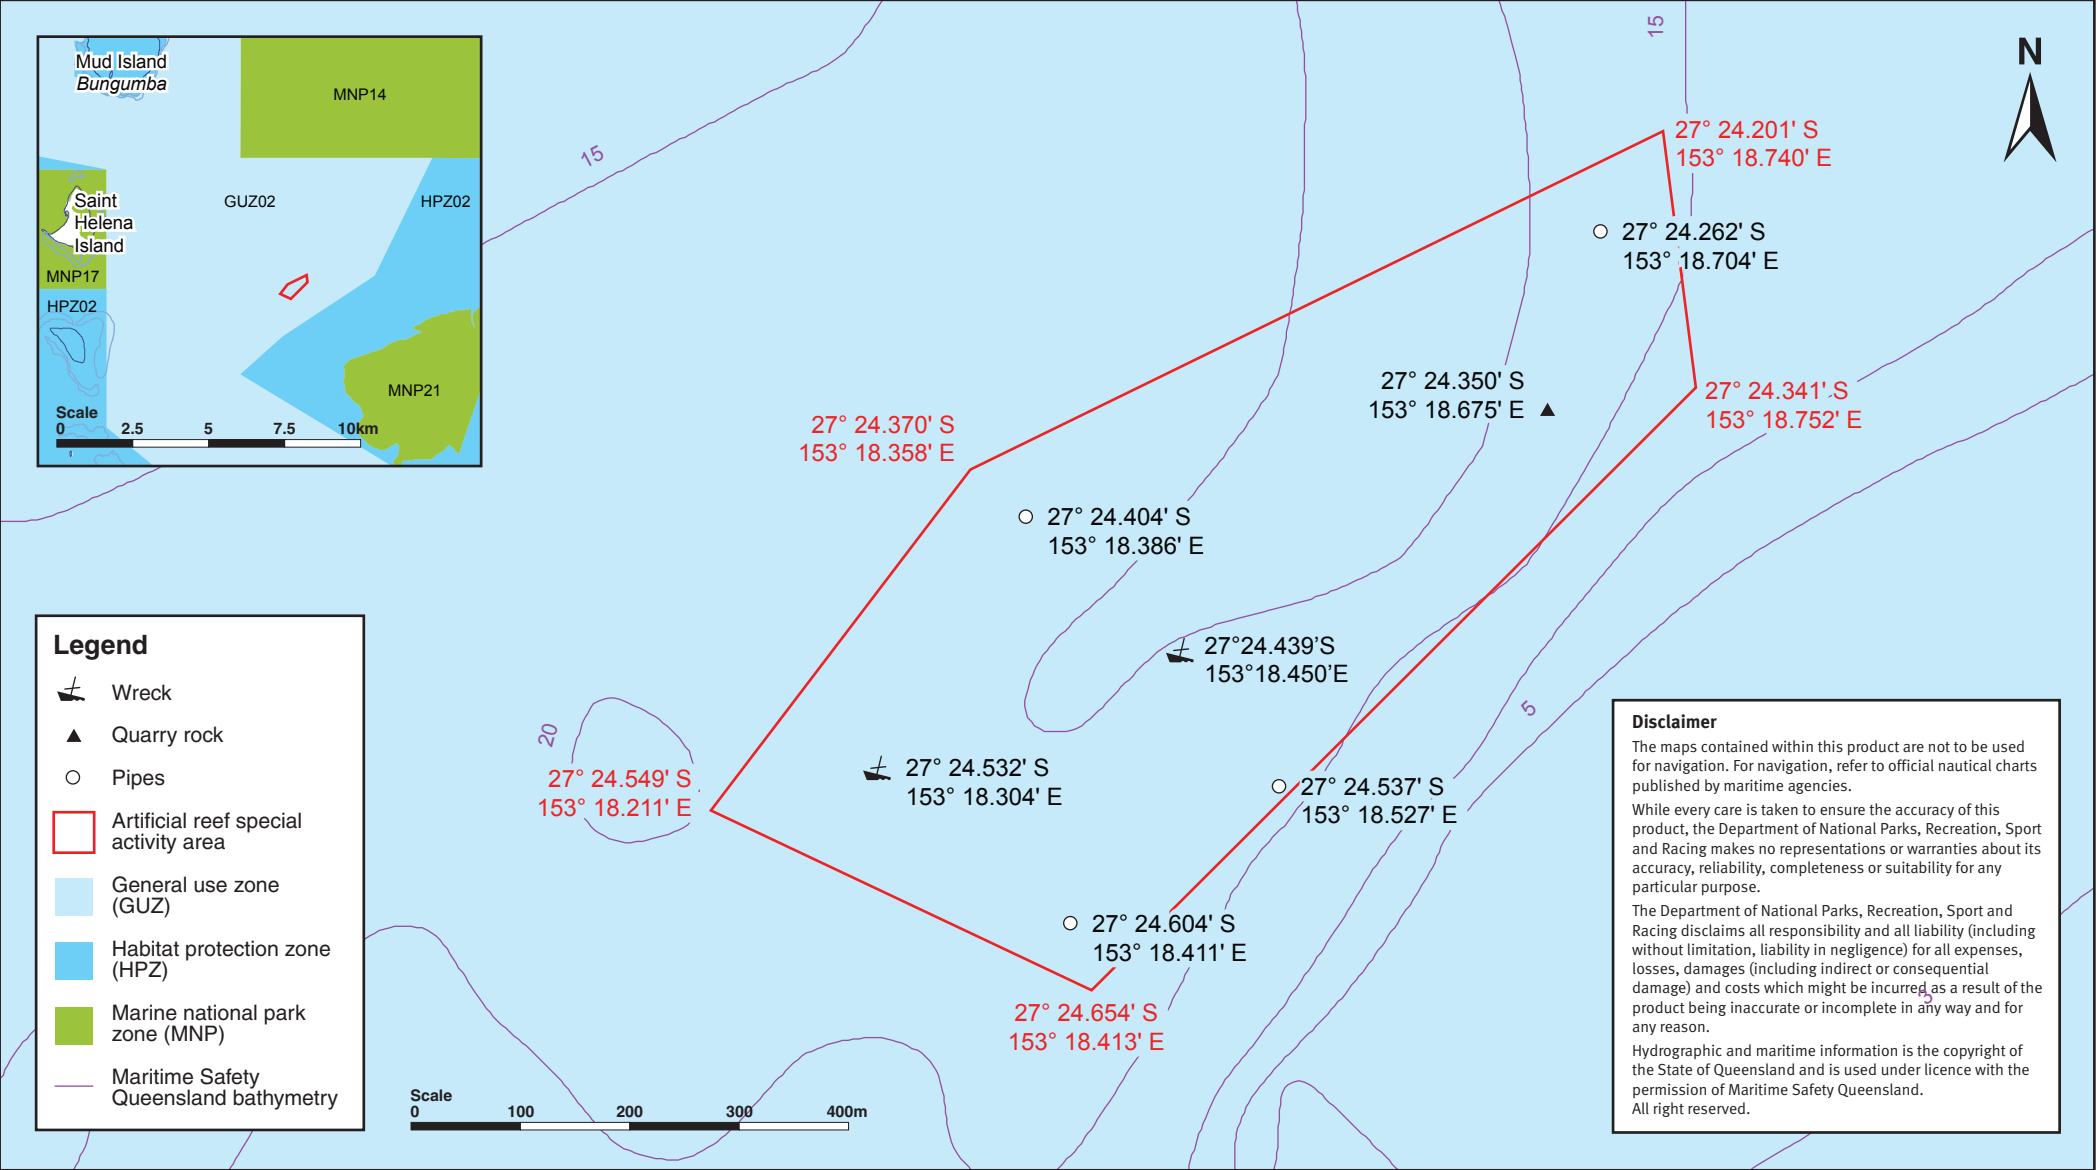 Mud Island
Bungumba
MNP14
Saint
Helena
Island
GUZ02
HPZ02
MNP17
HPZ02
MNP21
Scale
0 2.5 5 7.5 10km
15
15
N
27° 24.201' S
153° 18.740' E
27° 24.262' S
153° 18.704' E
27° 24.350' S
153° 18.675' E
27° 24.341' S
153° 18.752' E
27° 24.370' S
153° 18.358' E
27° 24.404' S
153° 18.386' E
27°24.439’S
153°18.450’E
20
5
27° 24.549' S
153° 18.211' E
27° 24.532' S
153° 18.304' E
27° 24.537' S
153° 18.527' E
27° 24.604' S
153° 18.411' E
27° 24.654' S
153° 18.413' E
Legend
Wreck
Quarry rock
Pipes
Artificial reef special
activity area
General use zone
(GUZ)
Habitat protection zone
(HPZ)
Marine national park
zone (MNP)
Maritime Safety
Queensland bathymetry
Scale
0 100 200 300 400m
Disclaimer
The maps contained within this product are not to be used
for navigation. For navigation, refer to official nautical charts
published by maritime agencies.
While every care is taken to ensure the accuracy of this
product, the Department of National Parks, Recreation, Sport
and Racing makes no representations or warranties about its
accuracy, reliability, completeness or suitability for any
particular purpose.
The Department of National Parks, Recreation, Sport and
Racing disclaims all responsibility and all liability (including
without limitation, liability in negligence) for all expenses,
losses, damages (including indirect or consequential
damage) and costs which might be incurred as a result of the
product being inaccurate or incomplete in any way and for
any reason.
Hydrographic and maritime information is the copyright of
the State of Queensland and is used under licence with the
permission of Maritime Safety Queensland.
All right reserved.